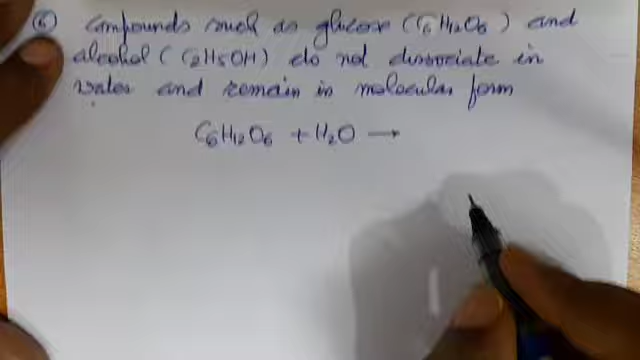 ⑥ Compounds such as glucose (C₆H₁₂O₆) and
alcohol (C₂H₅OH) do not dissociate in
water and remain in molecular form
C₆H₁₂O₆ + H₂O →